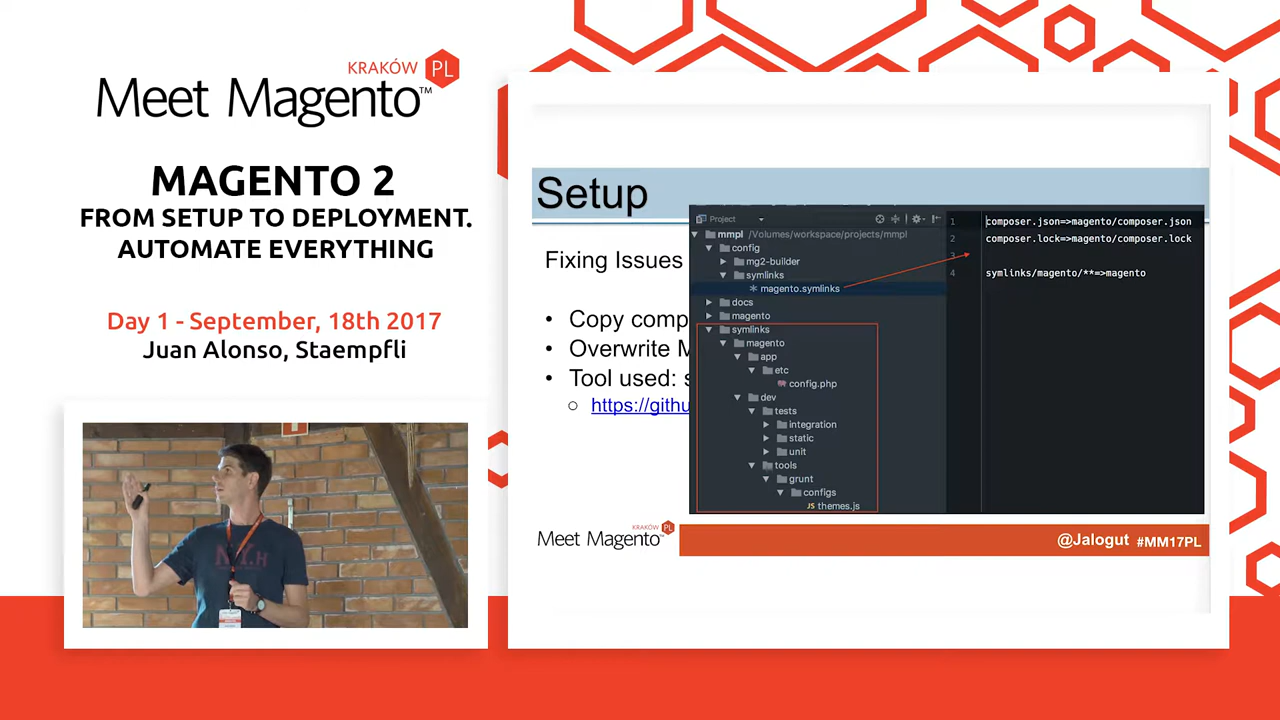 KRAKÓW PL
Meet Magento™
MAGENTO 2
FROM SETUP TO DEPLOYMENT.
AUTOMATE EVERYTHING
Day 1 - September, 18th 2017
Juan Alonso, Staempfli
Setup
Fixing Issues
• Copy comp
• Overwrite M
• Tool used: s
○ https://githu
Project
mmpl /Volumes/workspace/projects/mmpl
config
mg2-builder
symlinks
magento.symlinks
docs
magento
symlinks
magento
app
etc
config.php
dev
tests
integration
static
unit
tools
grunt
configs
JS themes.js
1 composer.json=>magento/composer.json
2 composer.lock=>magento/composer.lock
3
4 symlinks/magento/**=>magento
KRAKÓW PL
Meet Magento™
@Jalogut #MM17PL